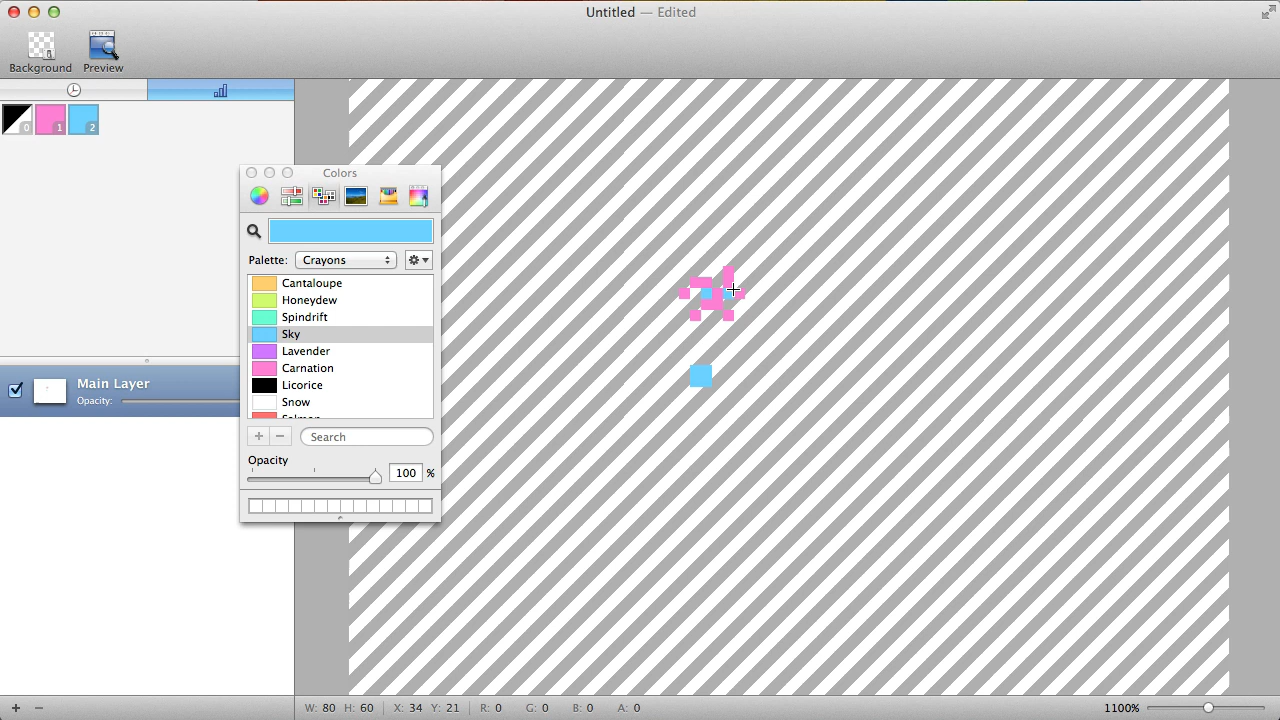 Untitled — Edited
Background
Preview
0
1
2
Colors
Palette: Crayons
Cantaloupe
Honeydew
Spindrift
Sky
Lavender
Carnation
Licorice
Snow
Salmon
Search
Opacity
100 %
Main Layer
Opacity:
W: 80 H: 60 X: 34 Y: 21 R: 0 G: 0 B: 0 A: 0
1100%